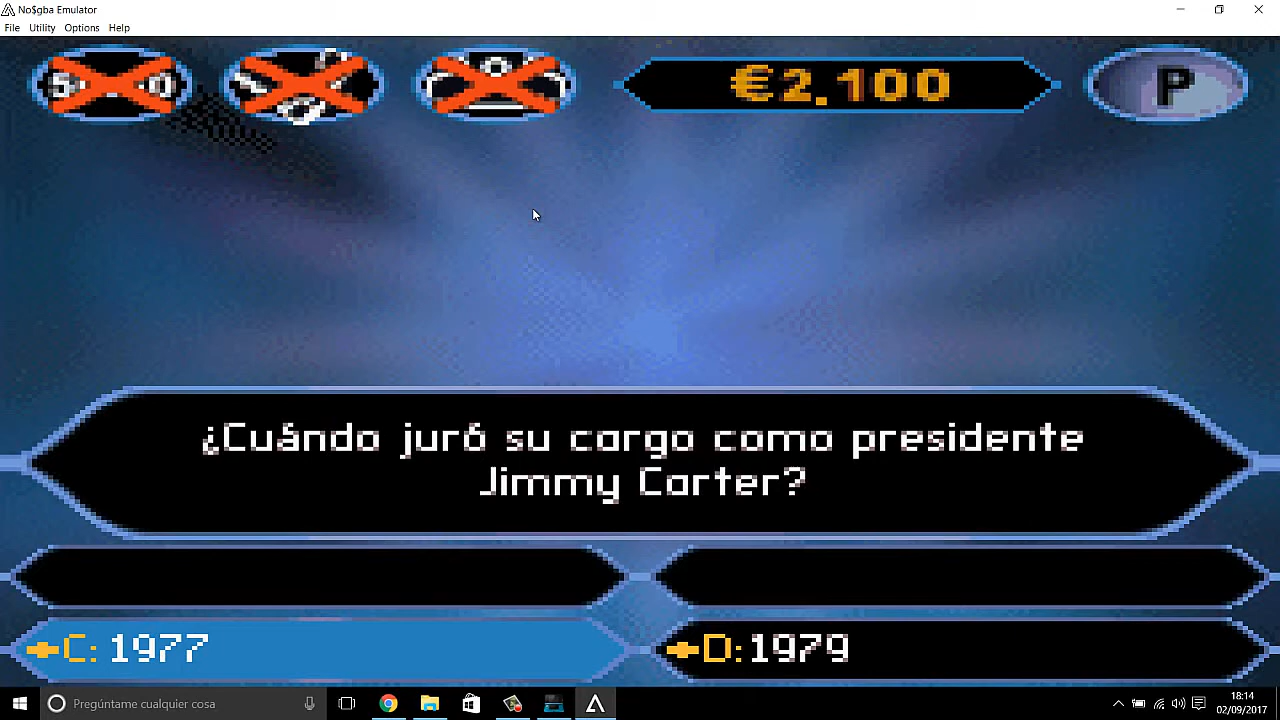 No$gba Emulator
File Utility Options Help
€2.100
P
¿Cuándo juró su cargo como presidente
Jimmy Carter?
C: 1977
D: 1979
Pregúntame cualquier cosa
18:14
02/09/2017